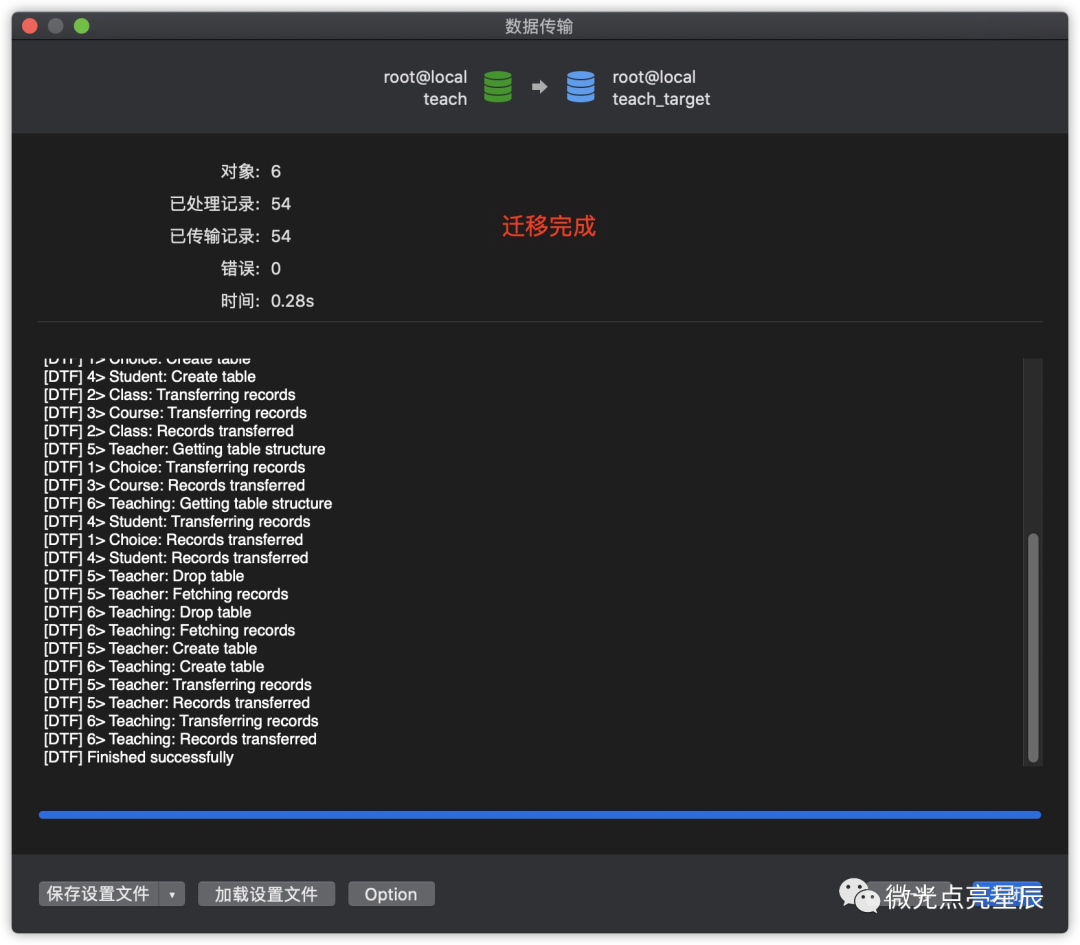 数据传输
root@local
teach
root@local
teach_target
对象: 6
已处理记录: 54
已传输记录: 54
错误: 0
时间: 0.28s
迁移完成
[DTF] 1> Choice: Create table
[DTF] 4> Student: Create table
[DTF] 2> Class: Transferring records
[DTF] 3> Course: Transferring records
[DTF] 2> Class: Records transferred
[DTF] 5> Teacher: Getting table structure
[DTF] 1> Choice: Transferring records
[DTF] 3> Course: Records transferred
[DTF] 6> Teaching: Getting table structure
[DTF] 4> Student: Transferring records
[DTF] 1> Choice: Records transferred
[DTF] 4> Student: Records transferred
[DTF] 5> Teacher: Drop table
[DTF] 5> Teacher: Fetching records
[DTF] 6> Teaching: Drop table
[DTF] 6> Teaching: Fetching records
[DTF] 5> Teacher: Create table
[DTF] 6> Teaching: Create table
[DTF] 5> Teacher: Transferring records
[DTF] 5> Teacher: Records transferred
[DTF] 6> Teaching: Transferring records
[DTF] 6> Teaching: Records transferred
[DTF] Finished successfully
保存设置文件
加载设置文件
Option
微光点亮星辰